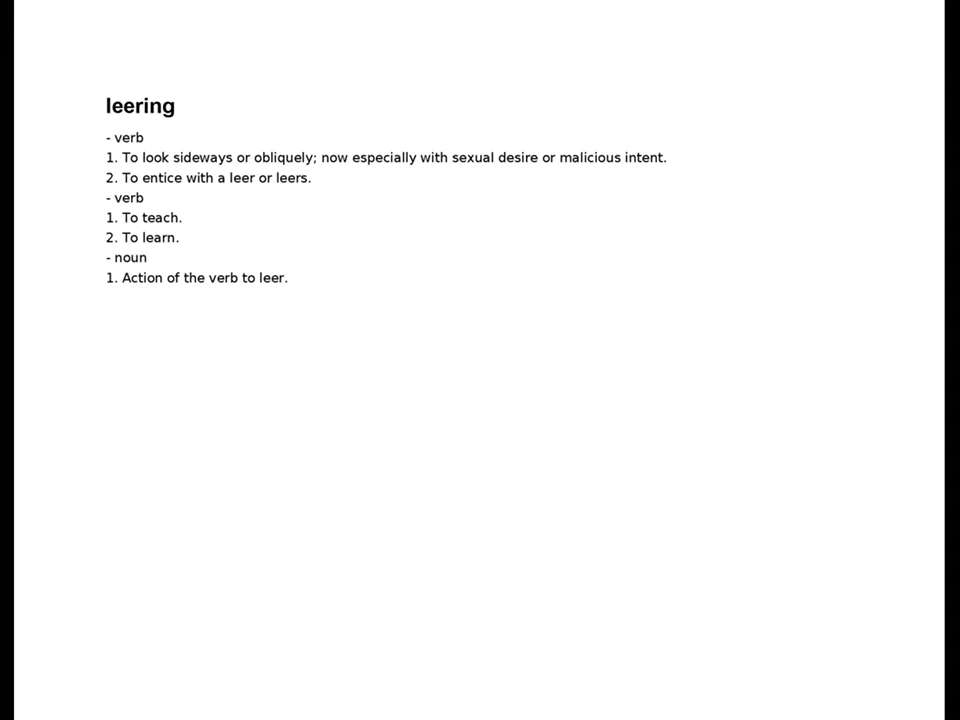 leering
- verb
1. To look sideways or obliquely; now especially with sexual desire or malicious intent.
2. To entice with a leer or leers.
- verb
1. To teach.
2. To learn.
- noun
1. Action of the verb to leer.